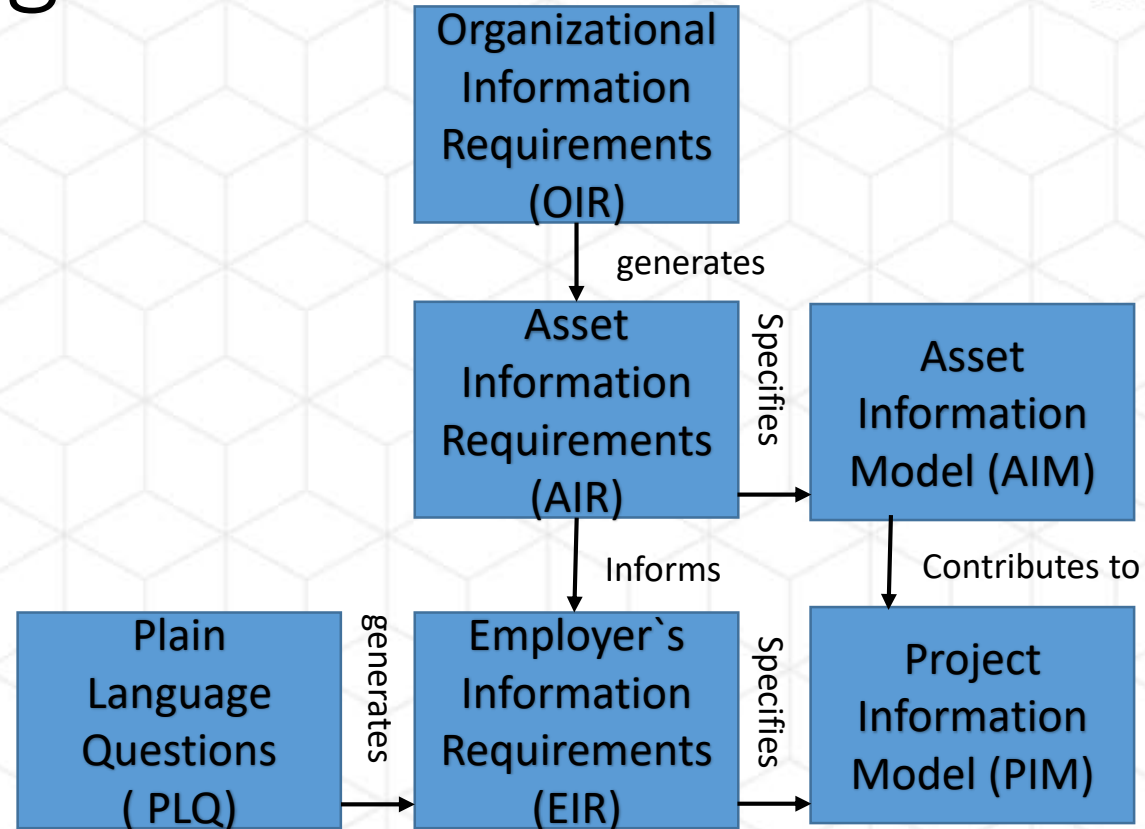 g
Organizational
Information
Requirements
(OIR)
generates
Asset
Information
Requirements
(AIR)
Specifies
Asset
Information
Model (AIM)
Informs
Contributes to
Plain
Language
Questions
( PLQ)
generates
Employer`s
Information
Requirements
(EIR)
Specifies
Project
Information
Model (PIM)